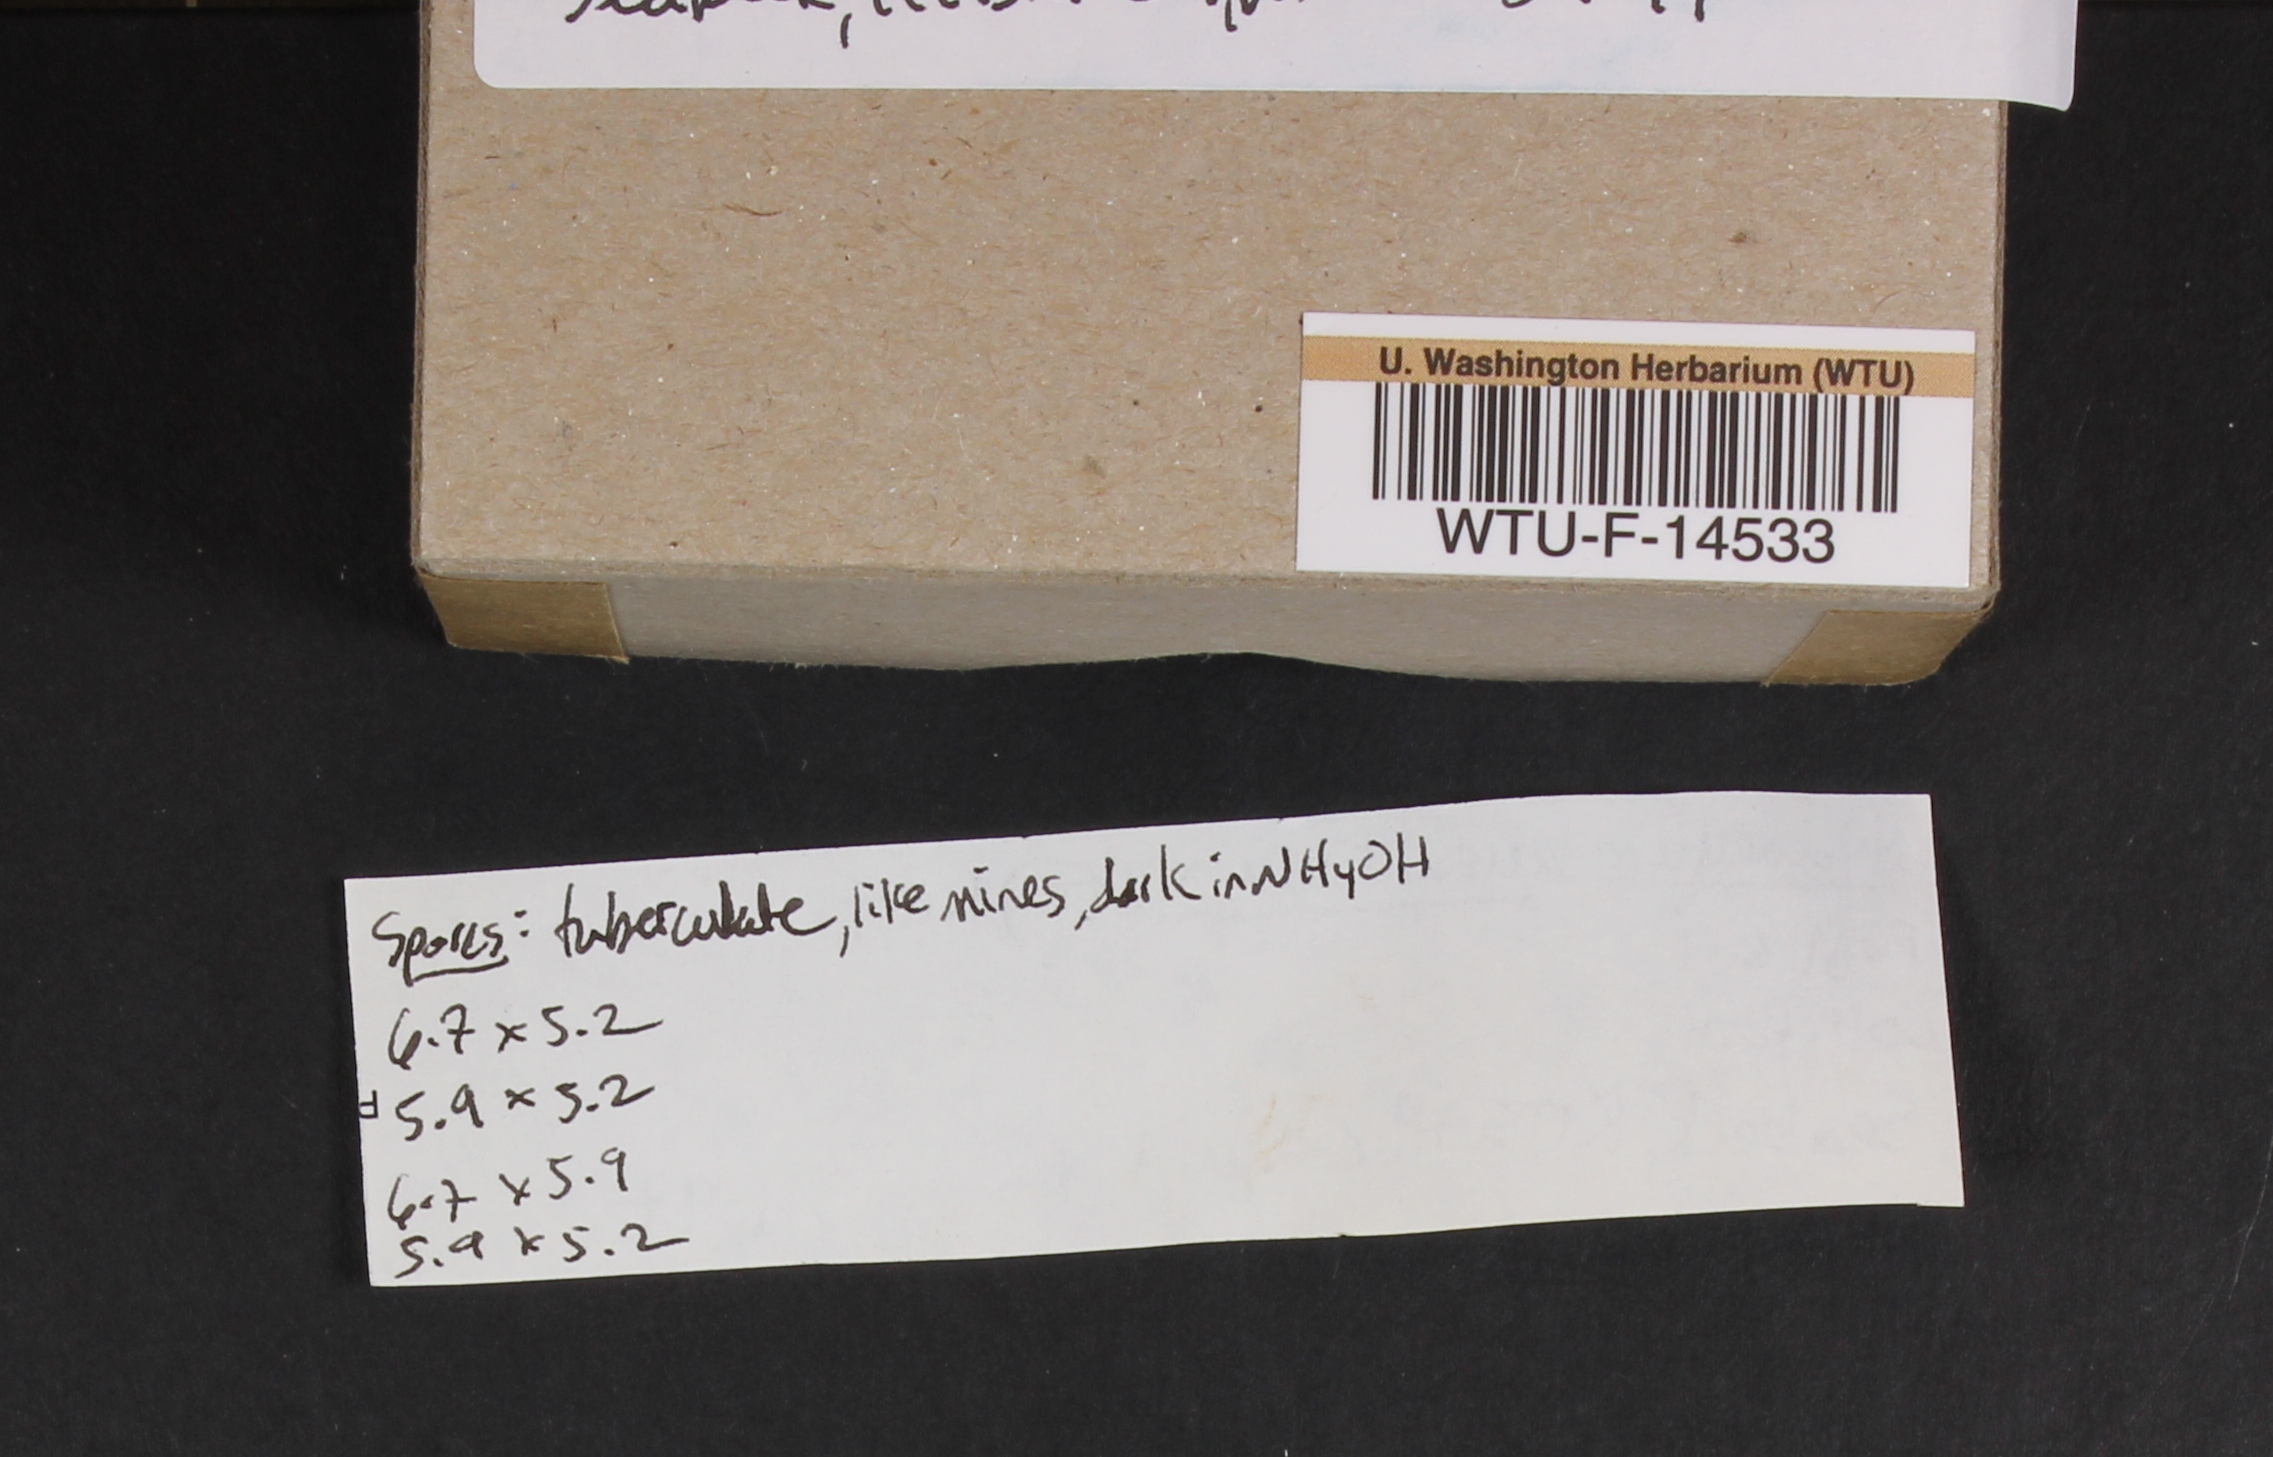 U. Washington Herbarium (WTU)
WTU-F-14533
Spores: tuberculate, like mines, dark in NH4OH
6.7 x 5.2
5.9 x 5.2
6.7 x 5.9
5.9 x 5.2